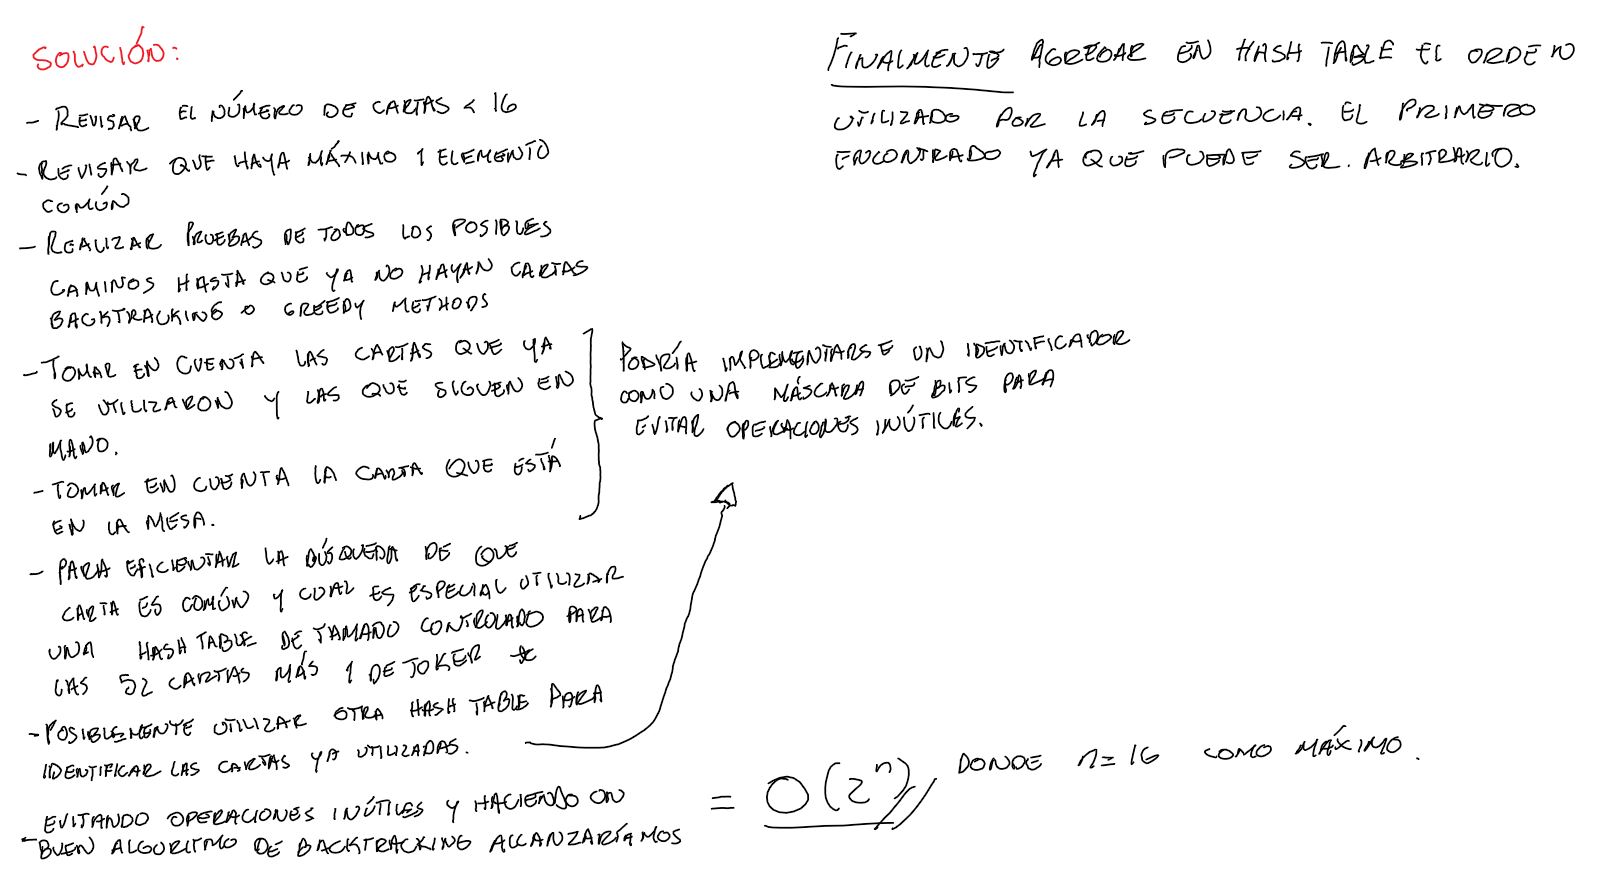 SOLUCIÓN:
- REVISAR EL NÚMERO DE CARTAS < 16
- REVISAR QUE HAYA MÁXIMO 1 ELEMENTO
COMÚN
- REALIZAR PRUEBAS DE TODOS LOS POSIBLES
CAMINOS HASTA QUE YA NO HAYAN CARTAS
BACKTRACKING O GREEDY METHODS
- TOMAR EN CUENTA LAS CARTAS QUE YA
SE UTILIZARON Y LAS QUE SIGUEN EN
MANO.
- TOMAR EN CUENTA LA CARTA QUE ESTÁ
EN LA MESA.
PODRÍA IMPLEMENTARSE UN IDENTIFICADOR
COMO UNA MÁSCARA DE BITS PARA
EVITAR OPERACIONES INÚTILES.
- PARA EFICIENTAR LA BÚSQUEDA DE QUE
CARTA ES COMÚN Y CUAL ES ESPECIAL UTILIZAR
UNA HASH TABLE DE TAMAÑO CONTROLADO PARA
LAS 52 CARTAS MÁS 1 DE JOKER *
- POSIBLEMENTE UTILIZAR OTRA HASH TABLE PARA
IDENTIFICAR LAS CARTAS YA UTILIZADAS.
EVITANDO OPERACIONES INÚTILES Y HACIENDO UN
- BUEN ALGORITMO DE BACKTRACKING ALCANZARÍAMOS
= O(2^n) // DONDE n=16 COMO MÁXIMO.
FINALMENTE AGREGAR EN HASH TABLE EL ORDEN
UTILIZADO POR LA SECUENCIA. EL PRIMERO
ENCONTRADO YA QUE PUEDE SER. ARBITRARIO.